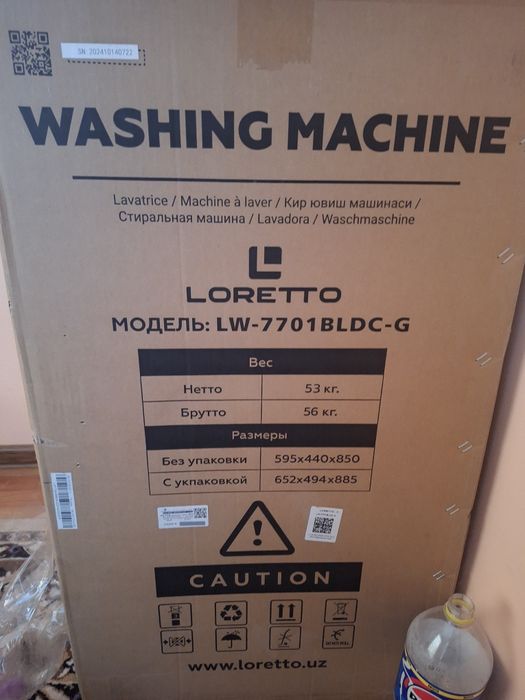 SN: 202410140722
WASHING MACHINE
Lavatrice / Machine à laver / Кир ювиш машинаси /
Стиральная машина / Lavadora / Waschmaschine
LORETTO
МОДЕЛЬ: LW-7701BLDC-G
Вес
Нетто 53 кг.
Брутто 56 кг.
Размеры
Без упаковки 595x440x850
С укпаковкой 652x494x885
CAUTION
www.loretto.uz